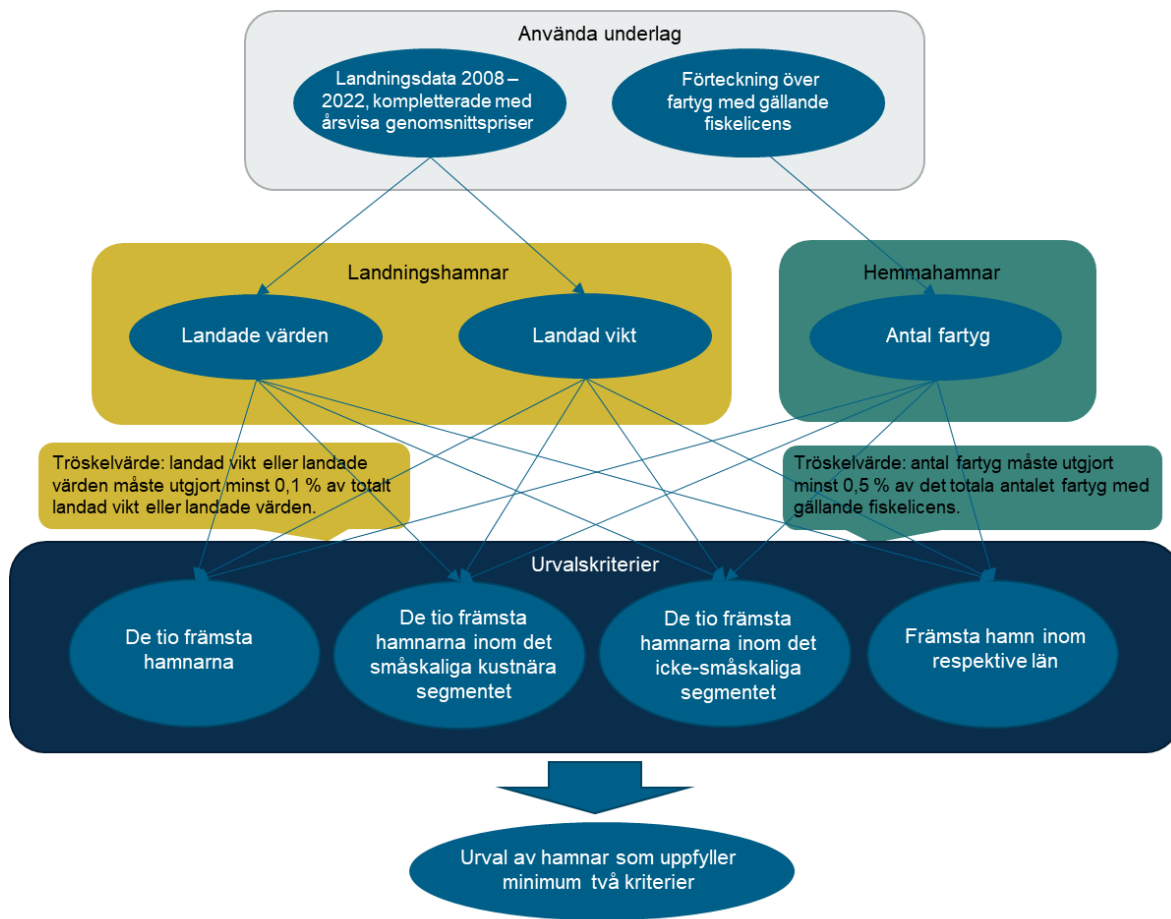 Använda underlag
Landningsdata 2008 –
2022, kompletterade med
årsvisa genomsnittspriser
Förteckning över
fartyg med gällande
fiskelicens
Landningshamnar
Landade värden
Landad vikt
Hemmahamnar
Antal fartyg
Tröskelvärde: landad vikt eller landade
värden måste utgjort minst 0,1 % av totalt
landad vikt eller landade värden.
Tröskelvärde: antal fartyg måste utgjort
minst 0,5 % av det totala antalet fartyg med
gällande fiskelicens.
Urvalskriterier
De tio främsta
hamnarna
De tio främsta
hamnarna inom det
småskaliga kustnära
segmentet
De tio främsta
hamnarna inom det
icke-småskaliga
segmentet
Främsta hamn inom
respektive län
Urval av hamnar som uppfyller
minimum två kriterier